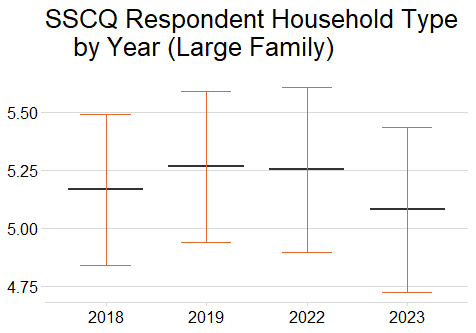 SSCQ Respondent Household Type
by Year (Large Family)
5.50
5.25
5.00
4.75
2018 2019 2022 2023